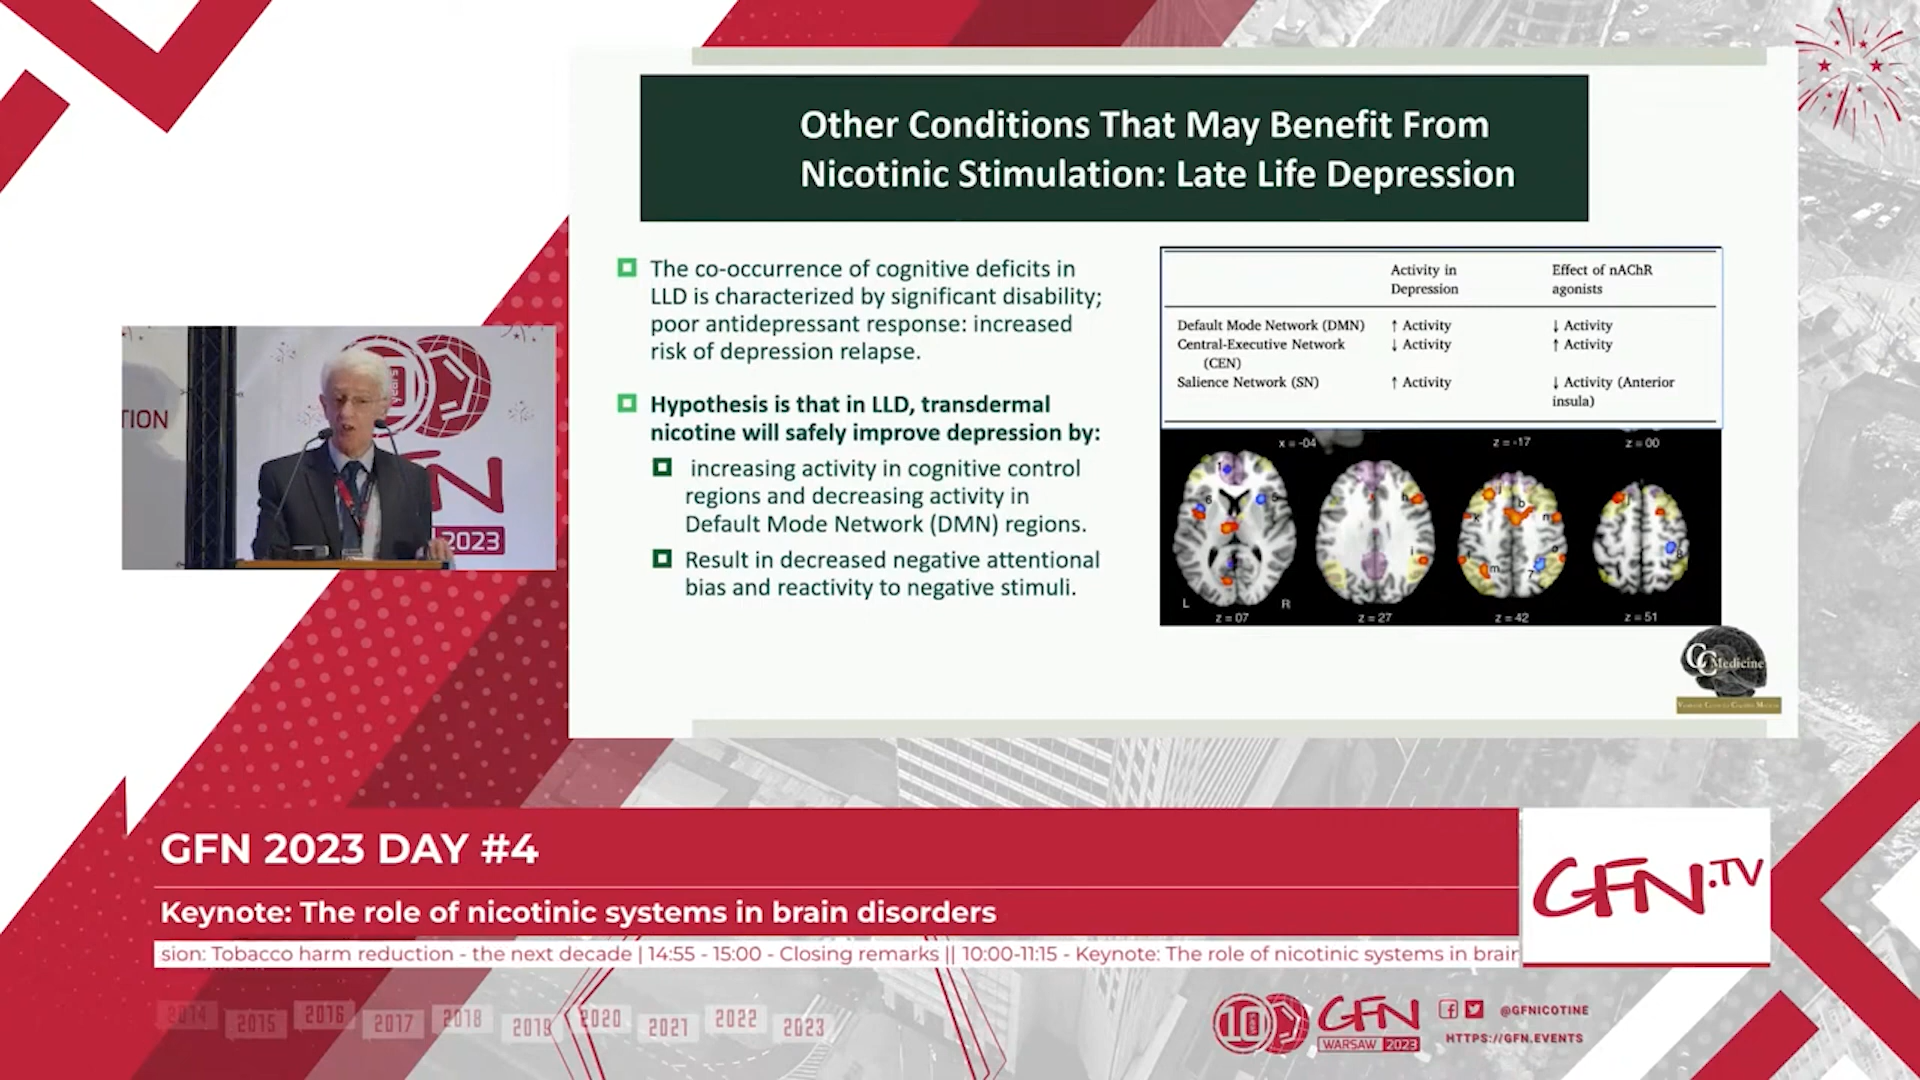 Other Conditions That May Benefit From
Nicotinic Stimulation: Late Life Depression
The co-occurrence of cognitive deficits in
LLD is characterized by significant disability;
poor antidepressant response: increased
risk of depression relapse.
Hypothesis is that in LLD, transdermal
nicotine will safely improve depression by:
increasing activity in cognitive control
regions and decreasing activity in
Default Mode Network (DMN) regions.
Result in decreased negative attentional
bias and reactivity to negative stimuli.
Activity in Depression
Effect of nAChR agonists
Default Mode Network (DMN) ↑ Activity ↓ Activity
Central-Executive Network (CEN) ↓ Activity ↑ Activity
Salience Network (SN) ↑ Activity ↓ Activity (Anterior insula)
x = -04 z = -17 z = 00
L R
z = 07 z = 27 z = 42 z = 51
CC Medicine
TION
years
FN
2023
GFN 2023 DAY #4
Keynote: The role of nicotinic systems in brain disorders
sion: Tobacco harm reduction - the next decade | 14:55 - 15:00 - Closing remarks || 10:00-11:15 - Keynote: The role of nicotinic systems in brain
GFN.TV
2014 2015 2016 2017 2018 2019 2020 2021 2022 2023
GFN
WARSAW 2023
@GFNICOTINE
HTTPS://GFN.EVENTS